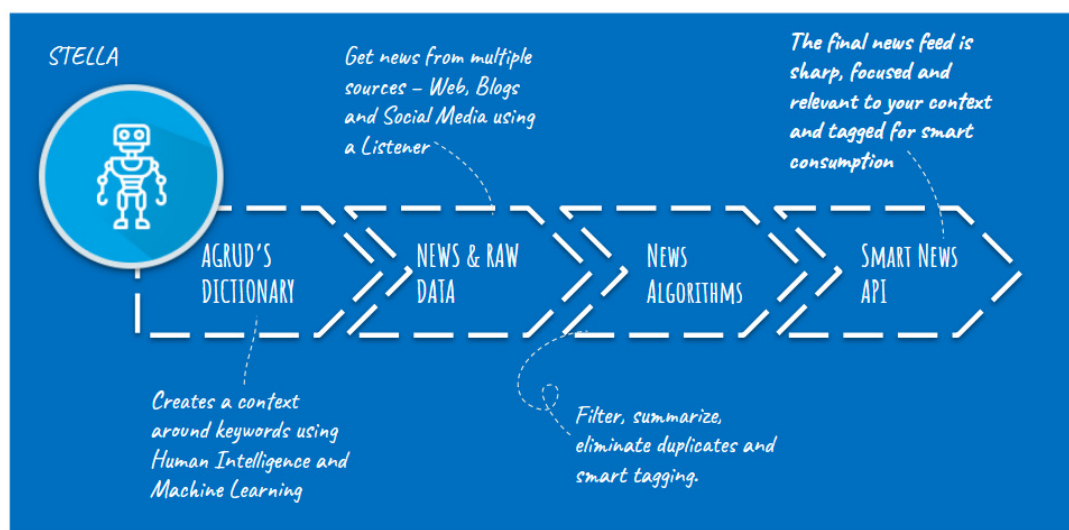 STELLA
Get news from multiple
sources – Web, Blogs
and Social Media using
a Listener
The final news feed is
sharp, focused and
relevant to your context
and tagged for smart
consumption
AGRUD'S
DICTIONARY
NEWS & RAW
DATA
NEWS
ALGORITHMS
SMART NEWS
API
Creates a context
around keywords using
Human Intelligence and
Machine Learning
Filter, summarize,
eliminate duplicates and
smart tagging.